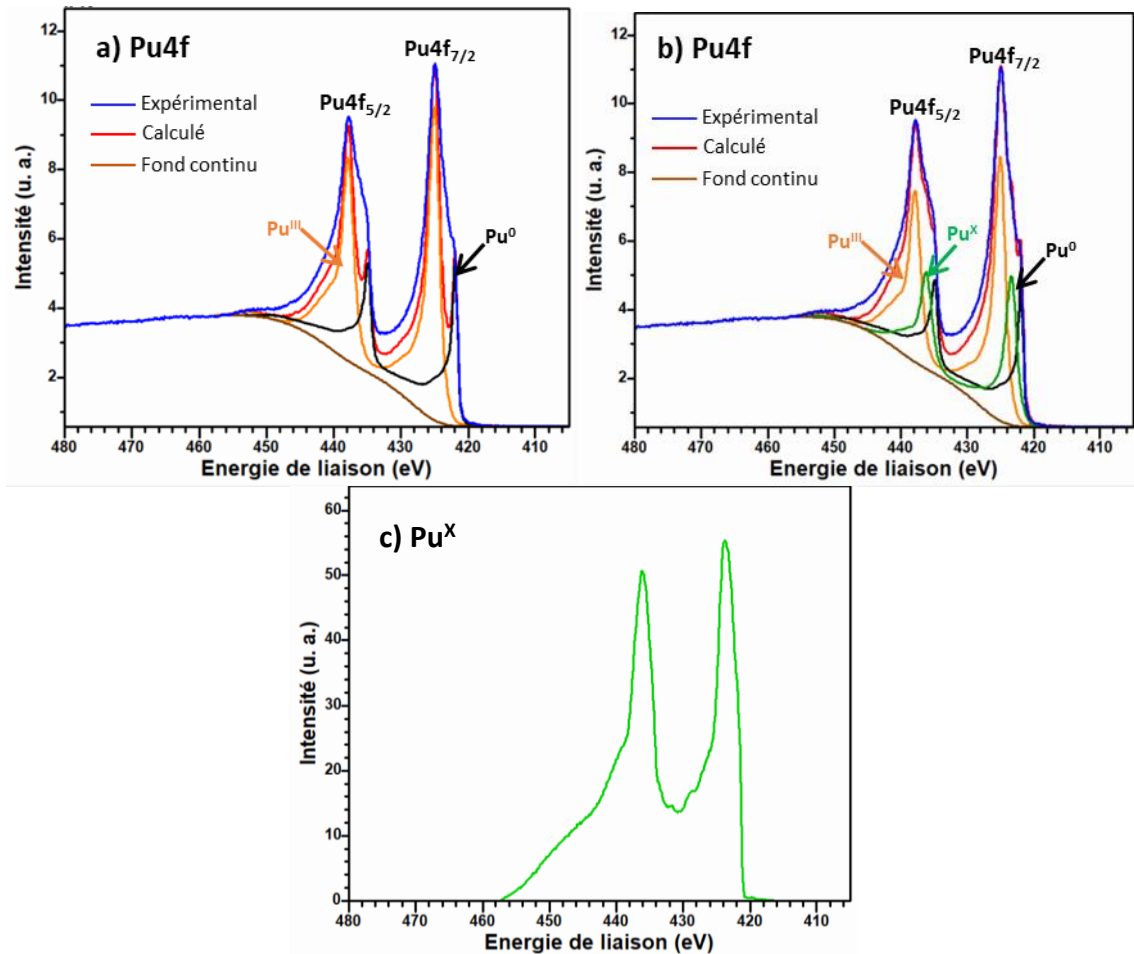 a) Pu4f
Pu4f7/2
Pu4f5/2
Expérimental
Calculé
Fond continu
PuIII
Pu0
Intensité (u. a.)
12
10
8
6
4
2
480 470 460 450 440 430 420 410
Energie de liaison (eV)
b) Pu4f
Pu4f7/2
Pu4f5/2
Expérimental
Calculé
Fond continu
PuIII
PuX
Pu0
Intensité (u. a.)
12
10
8
6
4
2
480 470 460 450 440 430 420 410
Energie de liaison (eV)
c) PuX
Intensité (u. a.)
60
50
40
30
20
10
0
480 470 460 450 440 430 420 410
Energie de liaison (eV)